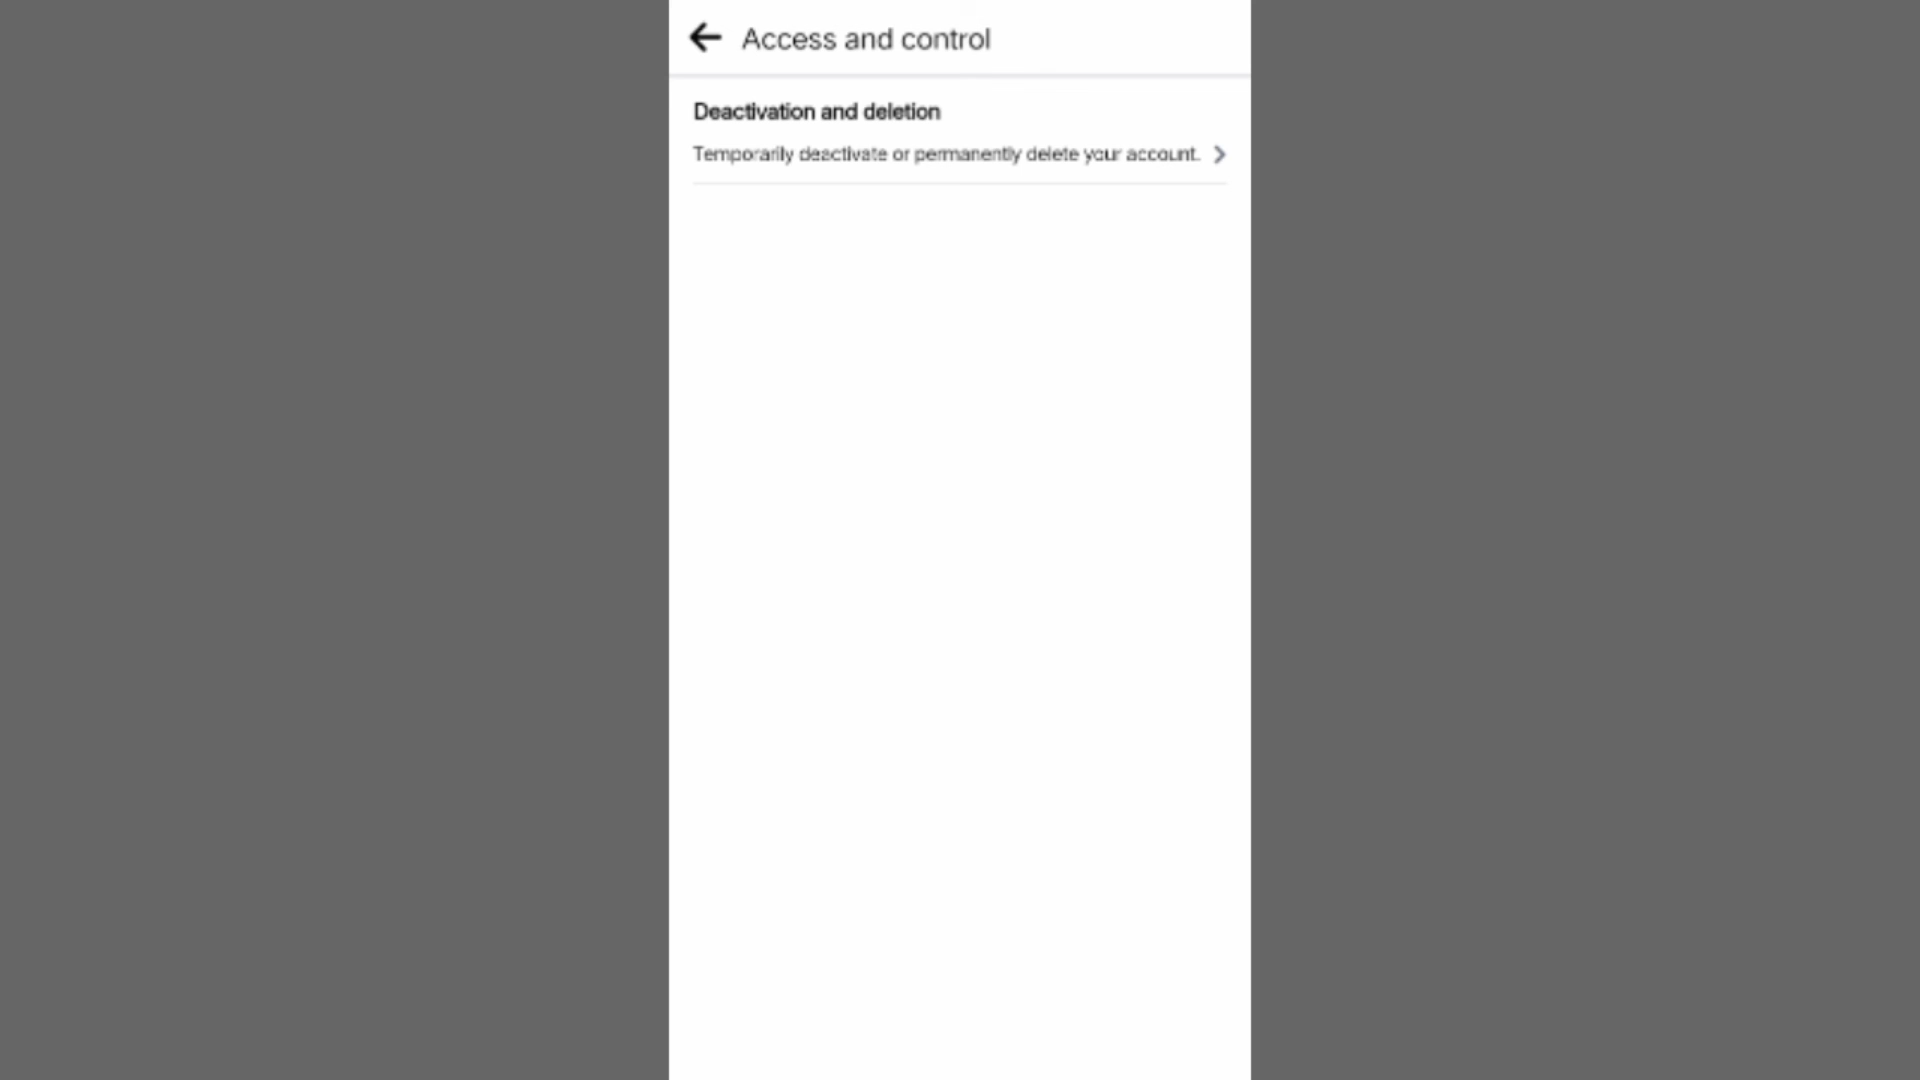 Access and control
Deactivation and deletion
Temporarily deactivate or permanently delete your account.